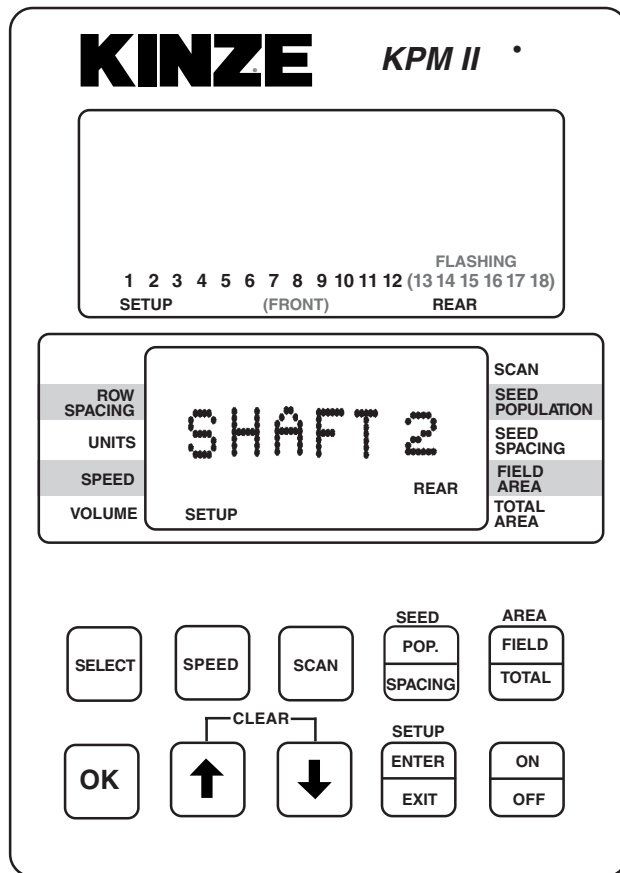 KINZE KPM II
FLASHING
1 2 3 4 5 6 7 8 9 10 11 12 (13 14 15 16 17 18)
SETUP (FRONT) REAR
ROW
SPACING
UNITS
SPEED
VOLUME
SHAFT 2
REAR
SETUP
SCAN
SEED
POPULATION
SEED
SPACING
FIELD
AREA
TOTAL
AREA
SELECT
SPEED
SCAN
SEED
POP.
SPACING
AREA
FIELD
TOTAL
CLEAR
OK
SETUP
ENTER
EXIT
ON
OFF